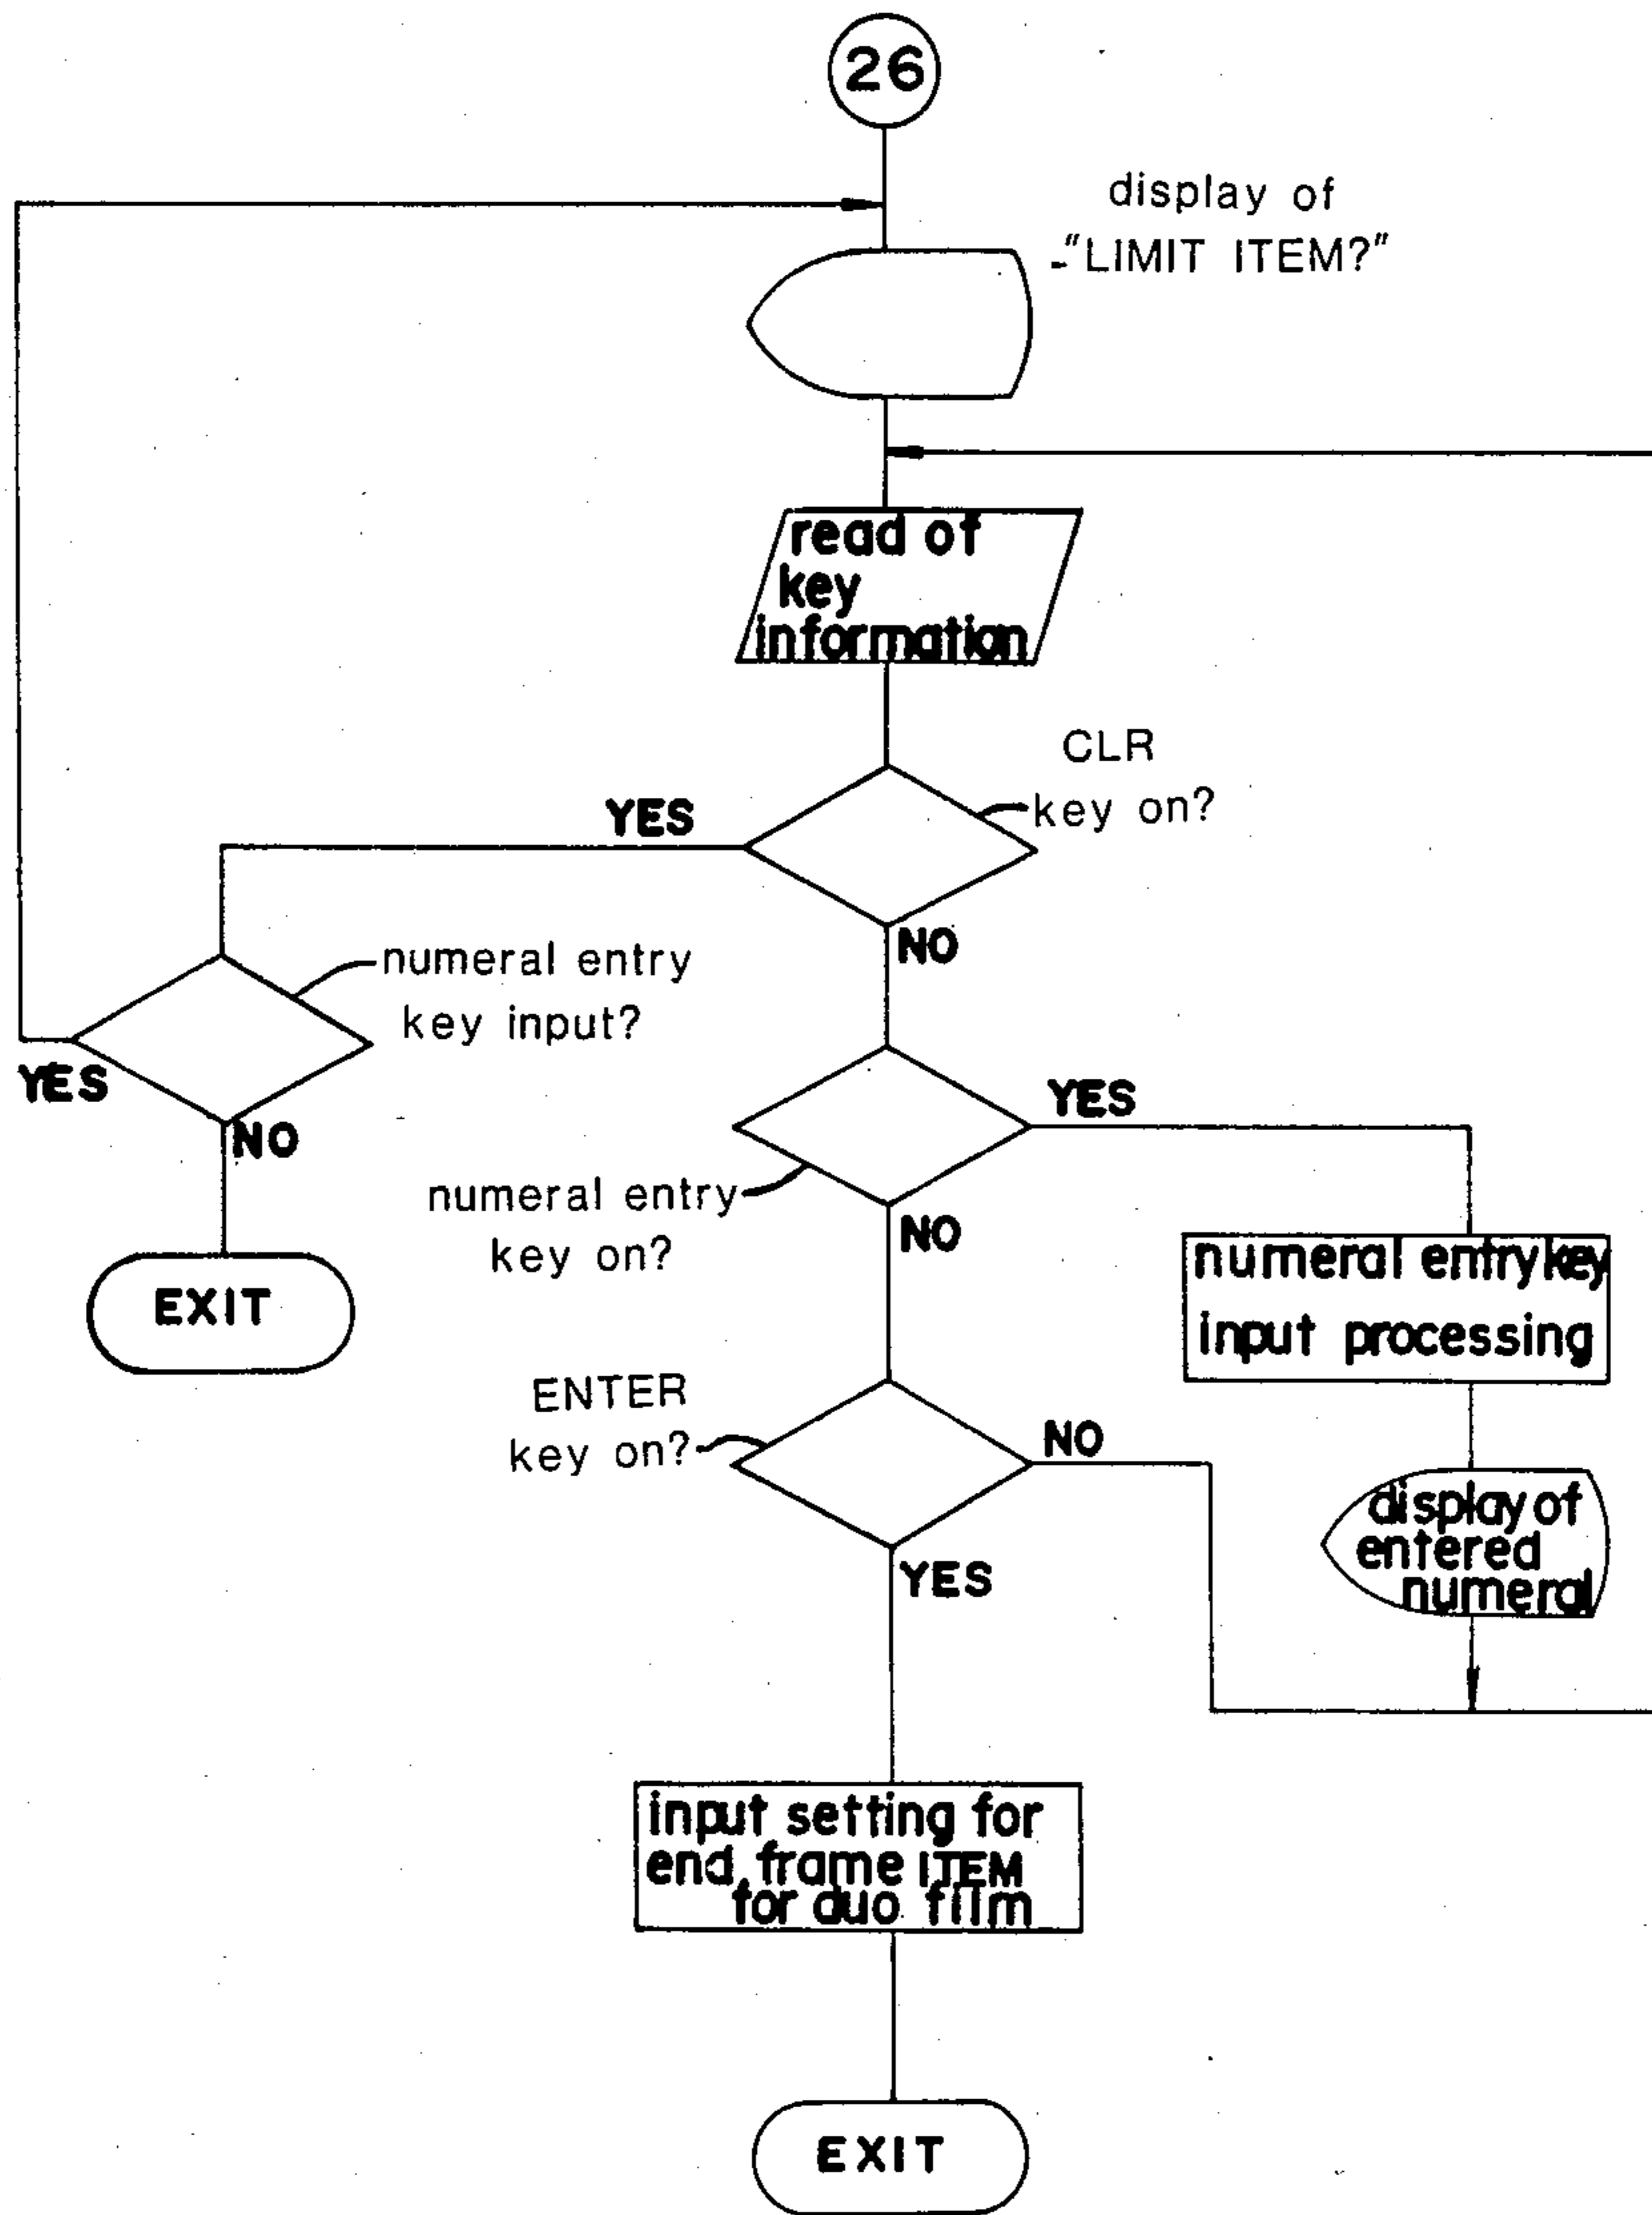 26
display of
"LIMIT ITEM?"
read of
key
information
CLR
key on?
YES
NO
numeral entry
key input?
YES
NO
EXIT
numeral entry
key on?
YES
NO
numeral entry key
input processing
ENTER
key on?
NO
YES
display of
entered
numeral
input setting for
end frame ITEM
for duo film
EXIT